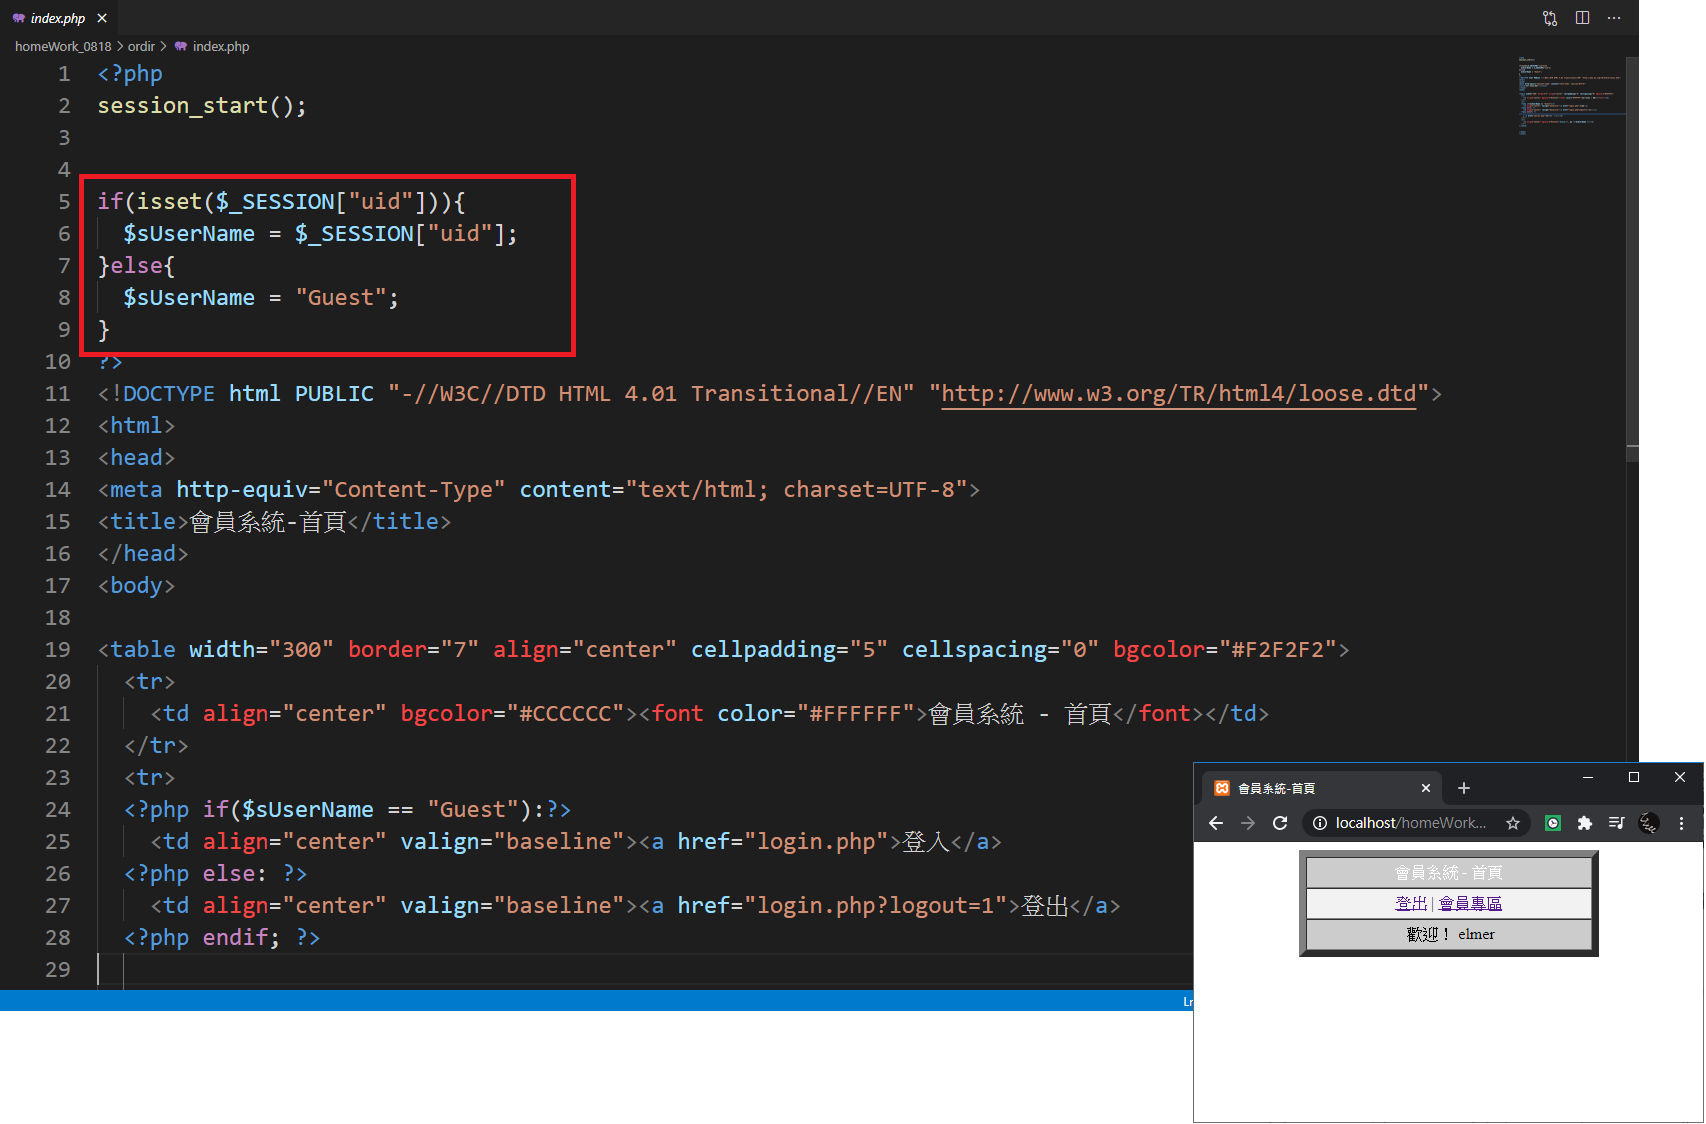 index.php
homeWork_0818 > ordir > index.php
1 <?php
2 session_start();
3
4
5 if(isset($_SESSION["uid"])){
6 $sUserName = $_SESSION["uid"];
7 }else{
8 $sUserName = "Guest";
9 }
10 ?>
11 <!DOCTYPE html PUBLIC "-//W3C//DTD HTML 4.01 Transitional//EN" "http://www.w3.org/TR/html4/loose.dtd">
12 <html>
13 <head>
14 <meta http-equiv="Content-Type" content="text/html; charset=UTF-8">
15 <title>會員系統-首頁</title>
16 </head>
17 <body>
18
19 <table width="300" border="7" align="center" cellpadding="5" cellspacing="0" bgcolor="#F2F2F2">
20 <tr>
21 <td align="center" bgcolor="#CCCCCC"><font color="#FFFFFF">會員系統 - 首頁</font></td>
22 </tr>
23 <tr>
24 <?php if($sUserName == "Guest"):?>
25 <td align="center" valign="baseline"><a href="login.php">登入</a>
26 <?php else: ?>
27 <td align="center" valign="baseline"><a href="login.php?logout=1">登出</a>
28 <?php endif; ?>
29
Ln
會員系統-首頁
localhost/homeWork...
會員系統 - 首頁
登出 | 會員專區
歡迎！ elmer